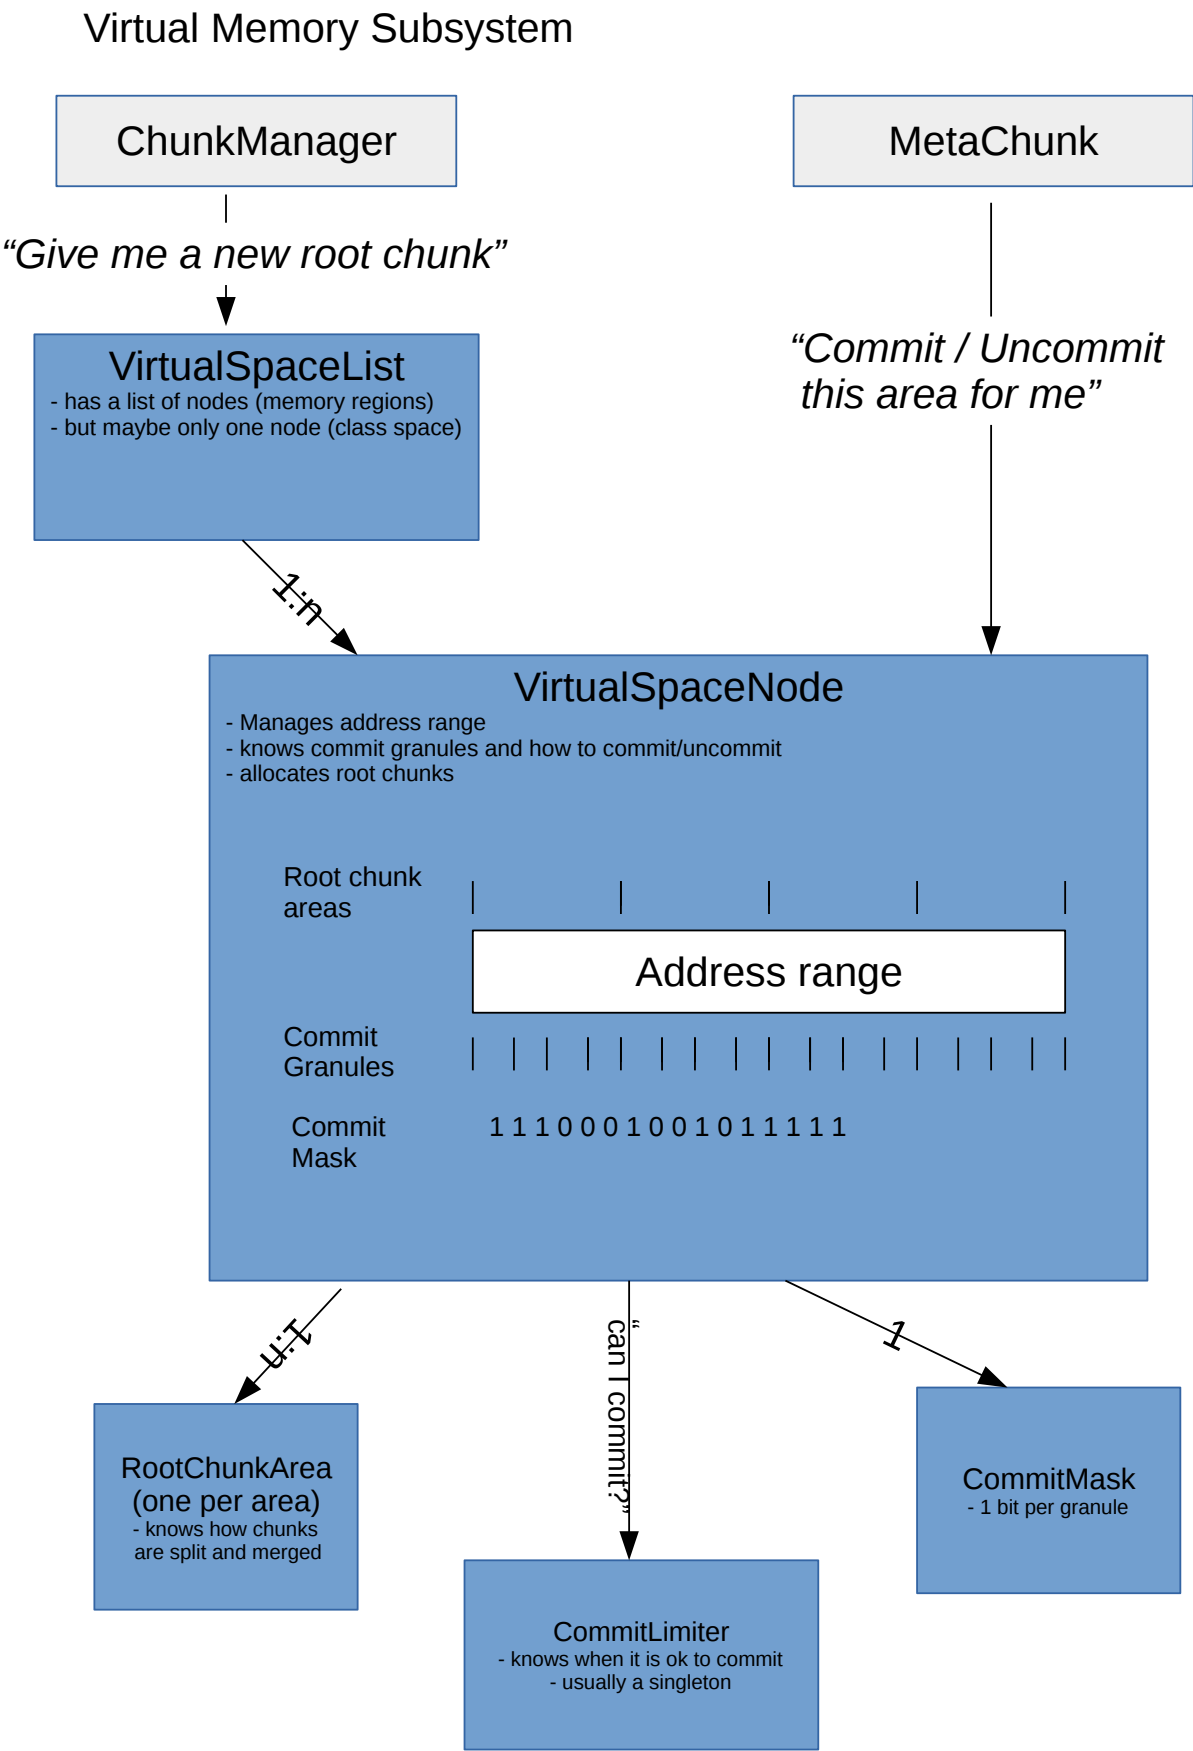 Virtual Memory Subsystem
ChunkManager
MetaChunk
“Give me a new root chunk”
“Commit / Uncommit
this area for me”
VirtualSpaceList
- has a list of nodes (memory regions)
- but maybe only one node (class space)
1:n
VirtualSpaceNode
- Manages address range
- knows commit granules and how to commit/uncommit
- allocates root chunks
Root chunk
areas
Address range
Commit
Granules
Commit
Mask
1 1 1 0 0 0 1 0 0 1 0 1 1 1 1 1
1:n
“
can I commit?”
1
RootChunkArea
(one per area)
- knows how chunks
are split and merged
CommitMask
- 1 bit per granule
CommitLimiter
- knows when it is ok to commit
- usually a singleton